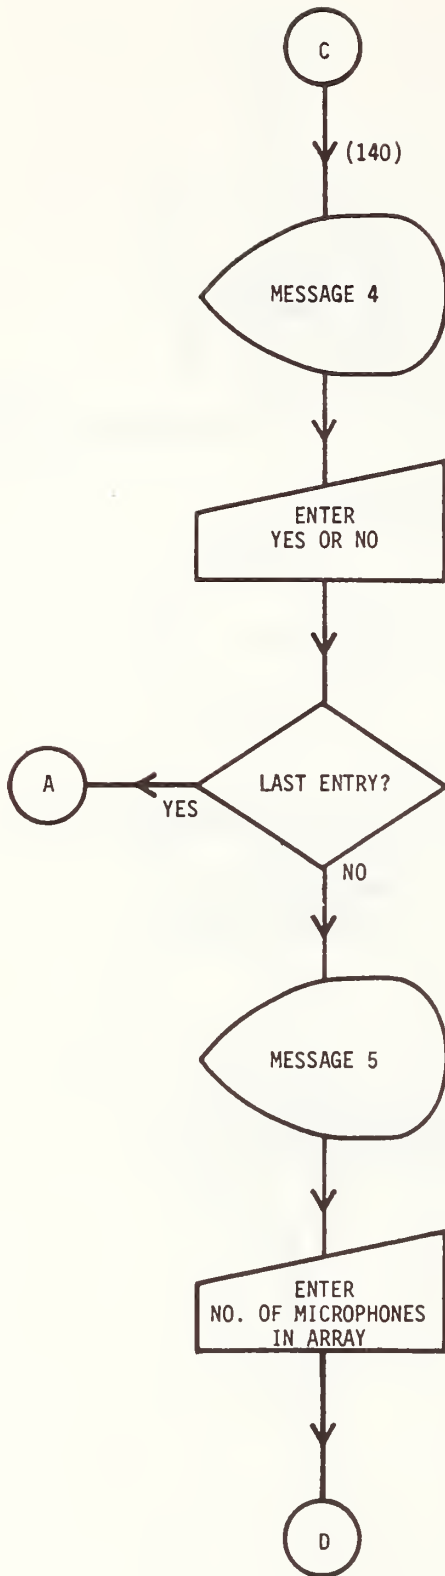 C
(140)
MESSAGE 4
ENTER
YES OR NO
A
YES
LAST ENTRY?
NO
MESSAGE 5
ENTER
NO. OF MICROPHONES
IN ARRAY
D